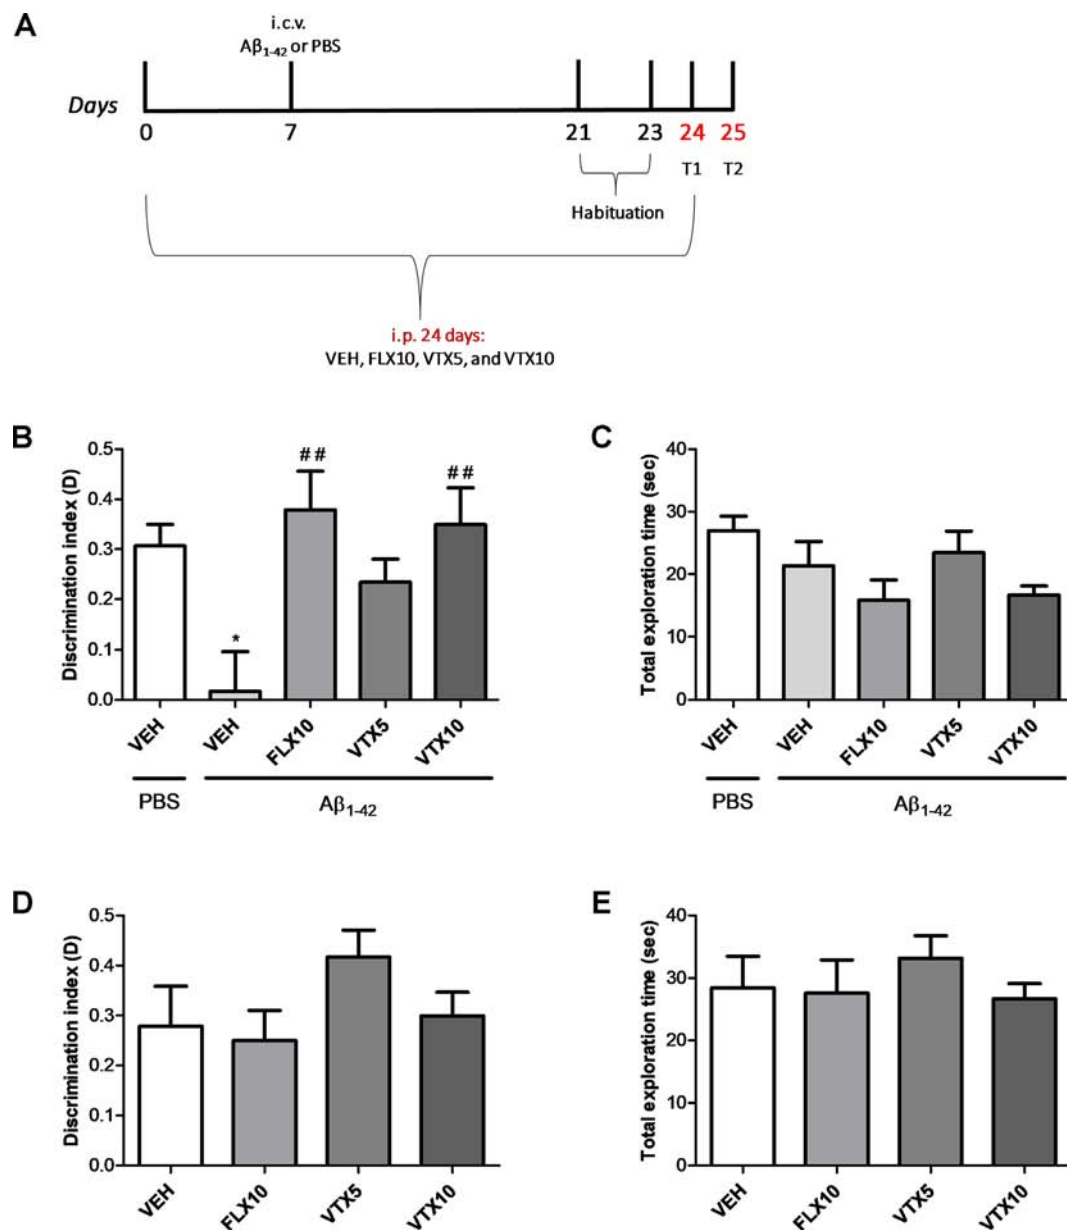 A
i.c.v.
Aβ1-42 or PBS
Days
0 7 21 23 24 25
T1 T2
Habituation
i.p. 24 days:
VEH, FLX10, VTX5, and VTX10
B
Discrimination index (D)
0.5
0.4
0.3
0.2
0.1
0.0
*
##
##
VEH VEH FLX10 VTX5 VTX10
PBS Aβ1-42
C
Total exploration time (sec)
40
30
20
10
0
VEH VEH FLX10 VTX5 VTX10
PBS Aβ1-42
D
Discrimination index (D)
0.5
0.4
0.3
0.2
0.1
0.0
VEH FLX10 VTX5 VTX10
E
Total exploration time (sec)
40
30
20
10
0
VEH FLX10 VTX5 VTX10